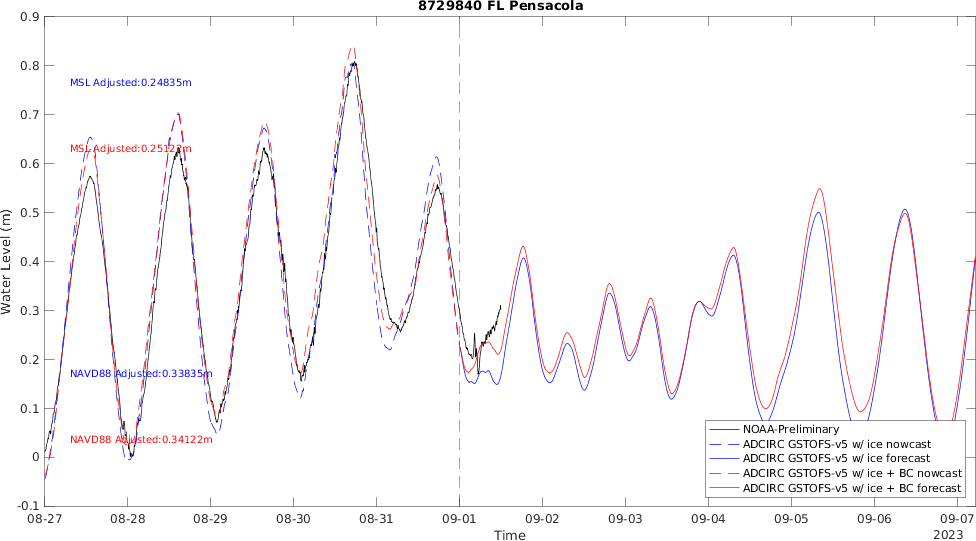 8729840 FL Pensacola
0.9
0.8
0.7
0.6
0.5
0.4
0.3
0.2
0.1
0
-0.1
Water Level (m)
MSL Adjusted:0.24835m
MSL Adjusted:0.25122m
NAVD88 Adjusted:0.33835m
NAVD88 Adjusted:0.34122m
NOAA-Preliminary
ADCIRC GSTOFS-v5 w/ ice nowcast
ADCIRC GSTOFS-v5 w/ ice forecast
ADCIRC GSTOFS-v5 w/ ice + BC nowcast
ADCIRC GSTOFS-v5 w/ ice + BC forecast
08-27 08-28 08-29 08-30 08-31 09-01 09-02 09-03 09-04 09-05 09-06 09-07
Time
2023